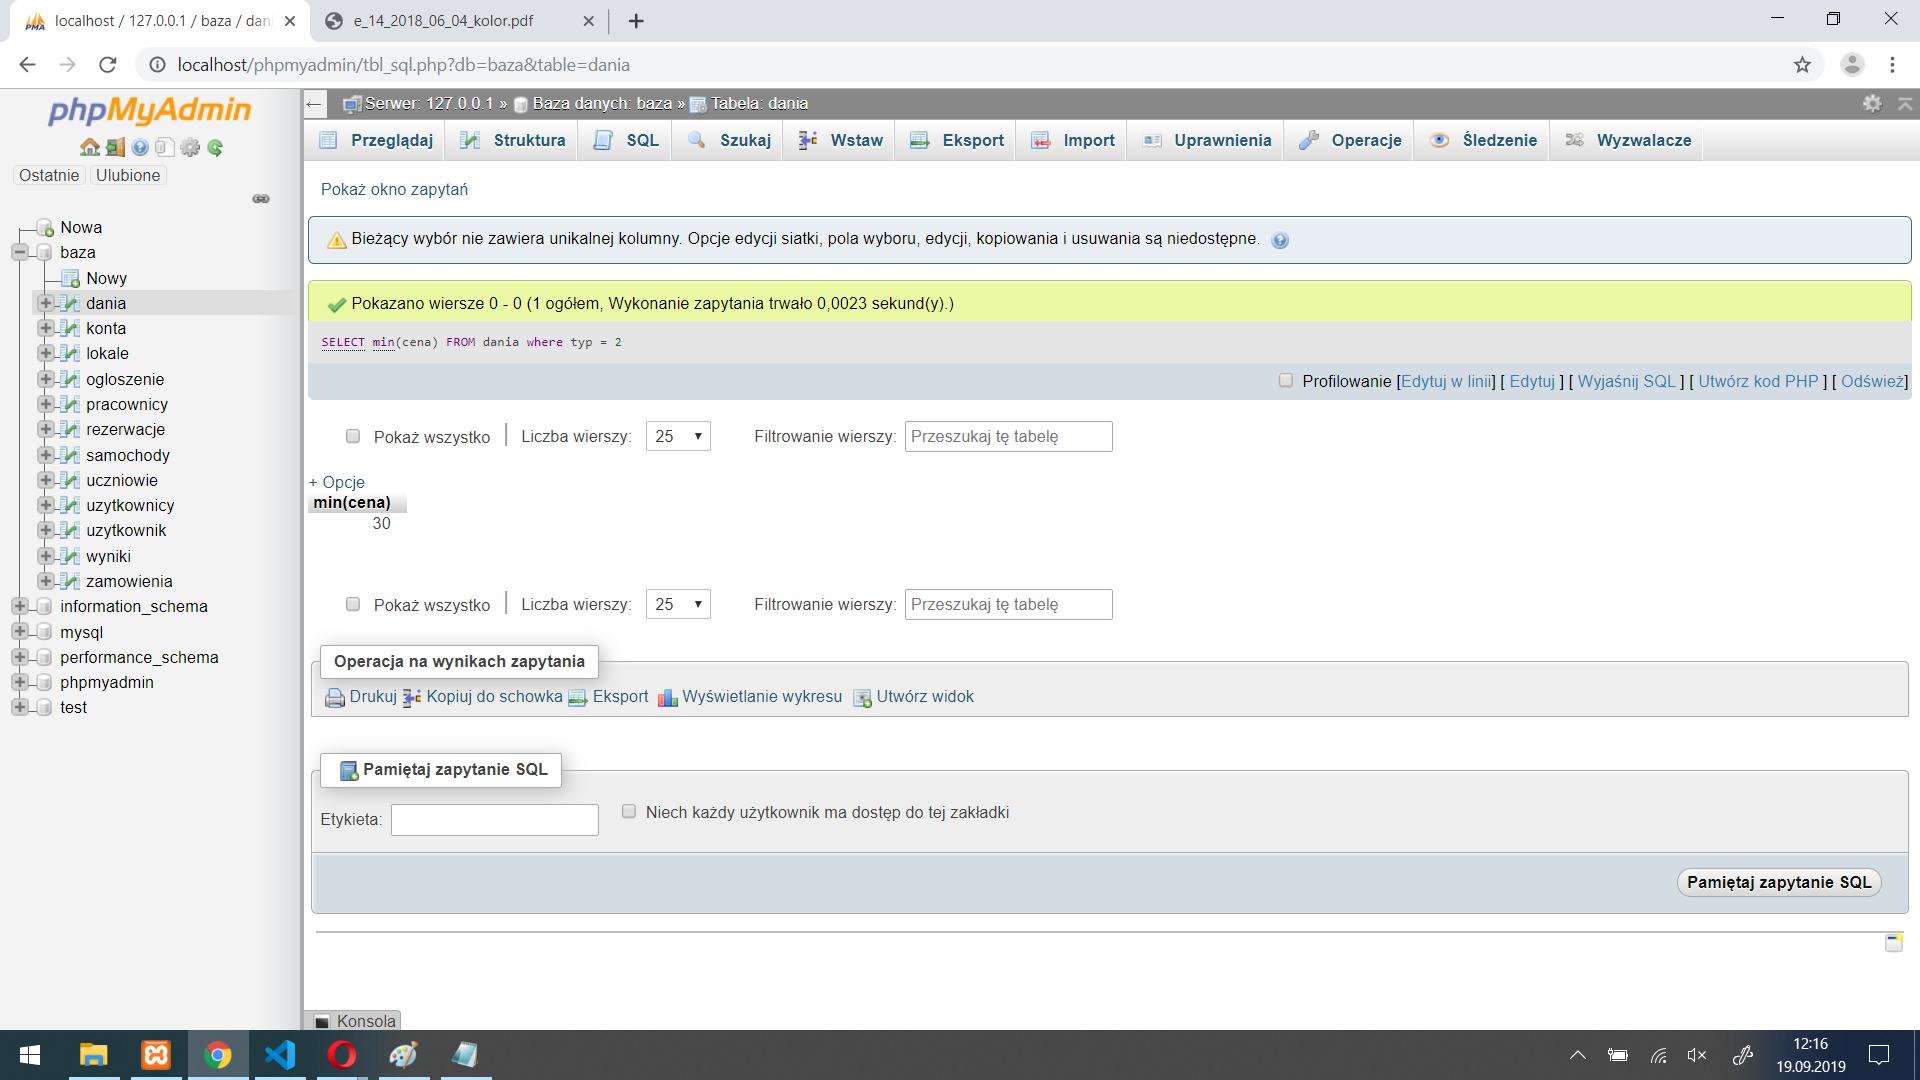 localhost / 127.0.0.1 / baza / dani
e_14_2018_06_04_kolor.pdf
localhost/phpmyadmin/tbl_sql.php?db=baza&table=dania
phpMyAdmin
Ostatnie
Ulubione
Nowa
baza
Nowy
dania
konta
lokale
ogloszenie
pracownicy
rezerwacje
samochody
uczniowie
uzytkownicy
uzytkownik
wyniki
zamowienia
information_schema
mysql
performance_schema
phpmyadmin
test
Serwer: 127.0.0.1 » Baza danych: baza » Tabela: dania
Przeglądaj Struktura SQL Szukaj Wstaw Eksport Import Uprawnienia Operacje Śledzenie Wyzwalacze
Pokaż okno zapytań
Bieżący wybór nie zawiera unikalnej kolumny. Opcje edycji siatki, pola wyboru, edycji, kopiowania i usuwania są niedostępne.
Pokazano wiersze 0 - 0 (1 ogółem, Wykonanie zapytania trwało 0,0023 sekund(y).)
SELECT min(cena) FROM dania where typ = 2
Profilowanie [Edytuj w linii] [ Edytuj ] [ Wyjaśnij SQL ] [ Utwórz kod PHP ] [ Odśwież]
Pokaż wszystko | Liczba wierszy: 25 Filtrowanie wierszy: Przeszukaj tę tabelę
+ Opcje
min(cena)
30
Pokaż wszystko | Liczba wierszy: 25 Filtrowanie wierszy: Przeszukaj tę tabelę
Operacja na wynikach zapytania
Drukuj Kopiuj do schowka Eksport Wyświetlanie wykresu Utwórz widok
Pamiętaj zapytanie SQL
Etykieta: Niech każdy użytkownik ma dostęp do tej zakładki
Pamiętaj zapytanie SQL
Konsola
12:16
19.09.2019